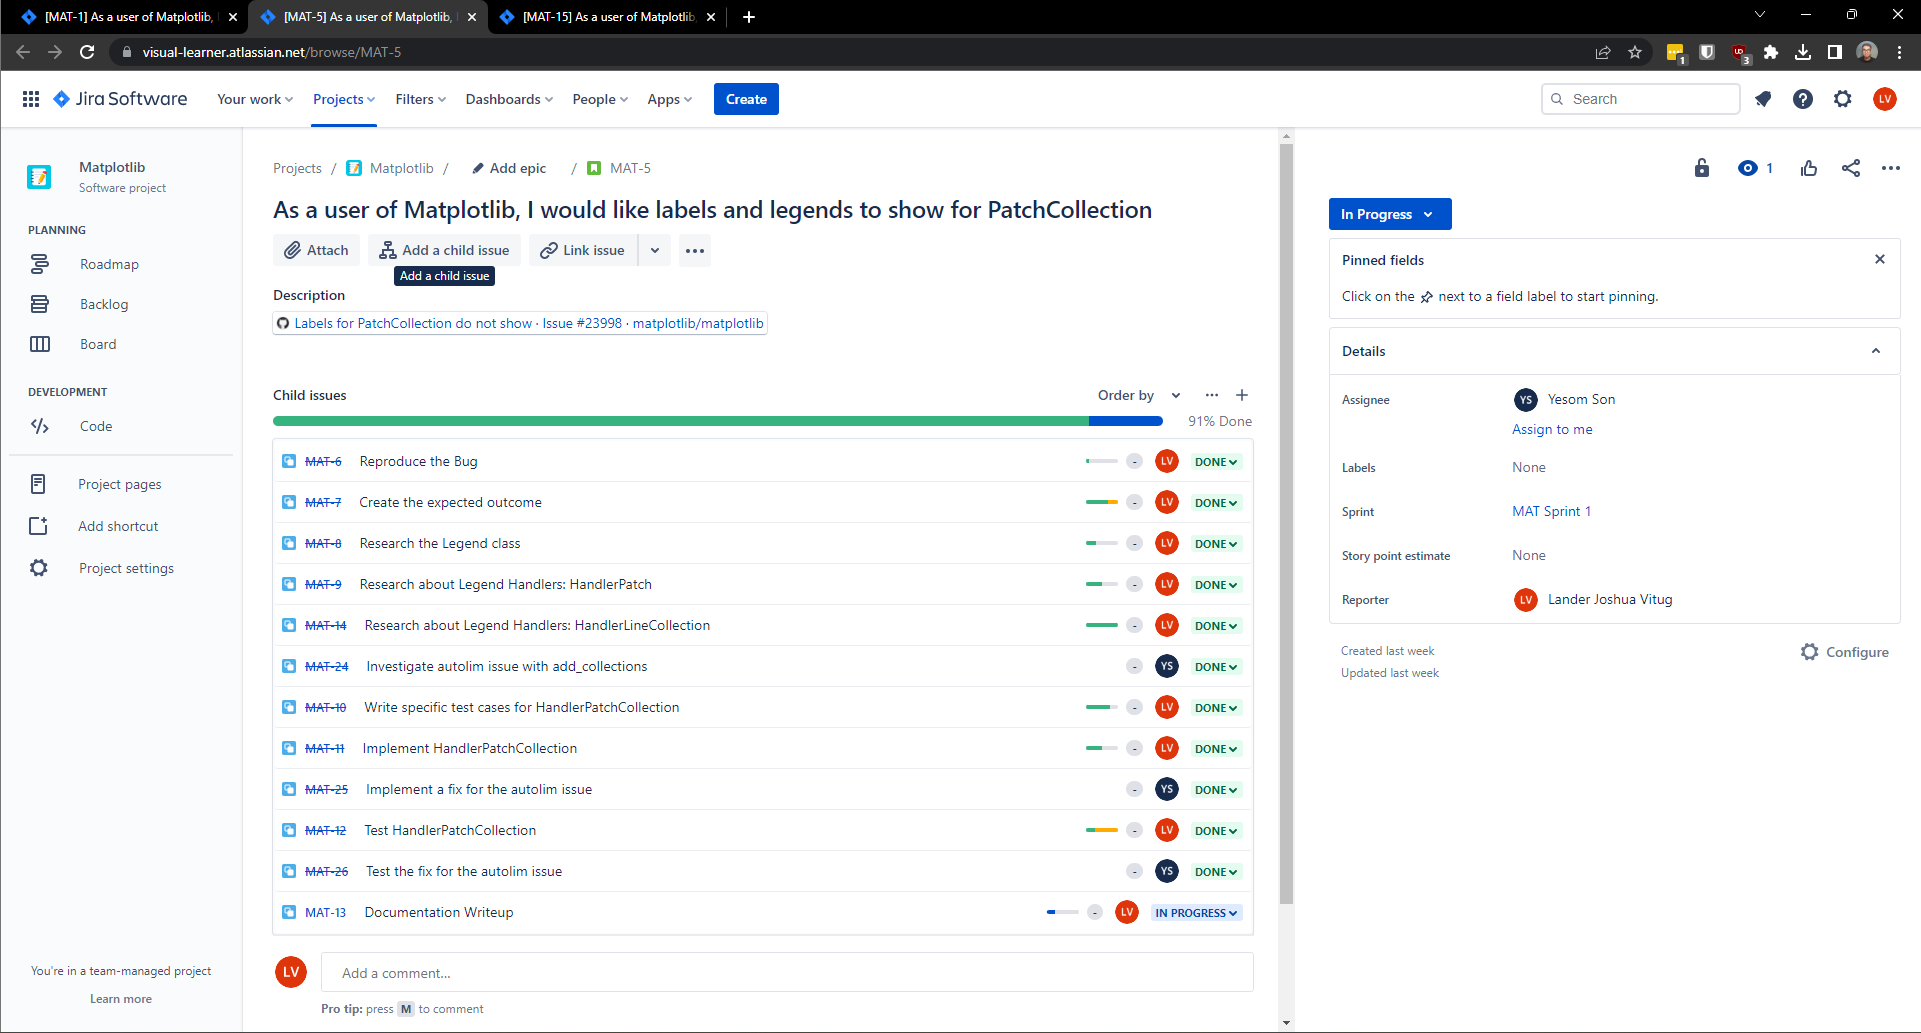 [MAT-1] As a user of Matplotlib,
[MAT-5] As a user of Matplotlib,
[MAT-15] As a user of Matplotlib
visual-learner.atlassian.net/browse/MAT-5
1
3
Jira Software
Your work
Projects
Filters
Dashboards
People
Apps
Create
Search
LV
Matplotlib
Software project
PLANNING
Roadmap
Backlog
Board
DEVELOPMENT
Code
Project pages
Add shortcut
Project settings
You're in a team-managed project
Learn more
Projects / Matplotlib / Add epic / MAT-5
As a user of Matplotlib, I would like labels and legends to show for PatchCollection
Attach
Add a child issue
Link issue
Add a child issue
Description
Labels for PatchCollection do not show · Issue #23998 · matplotlib/matplotlib
Child issues
Order by
91% Done
MAT-6 Reproduce the Bug - LV DONE
MAT-7 Create the expected outcome - LV DONE
MAT-8 Research the Legend class - LV DONE
MAT-9 Research about Legend Handlers: HandlerPatch - LV DONE
MAT-14 Research about Legend Handlers: HandlerLineCollection - LV DONE
MAT-24 Investigate autolim issue with add_collections - YS DONE
MAT-10 Write specific test cases for HandlerPatchCollection - LV DONE
MAT-11 Implement HandlerPatchCollection - LV DONE
MAT-25 Implement a fix for the autolim issue - YS DONE
MAT-12 Test HandlerPatchCollection - LV DONE
MAT-26 Test the fix for the autolim issue - YS DONE
MAT-13 Documentation Writeup - LV IN PROGRESS
LV
Add a comment...
Pro tip: press M to comment
1
In Progress
Pinned fields
Click on the next to a field label to start pinning.
Details
Assignee
YS Yesom Son
Assign to me
Labels
None
Sprint
MAT Sprint 1
Story point estimate
None
Reporter
LV Lander Joshua Vitug
Created last week
Updated last week
Configure